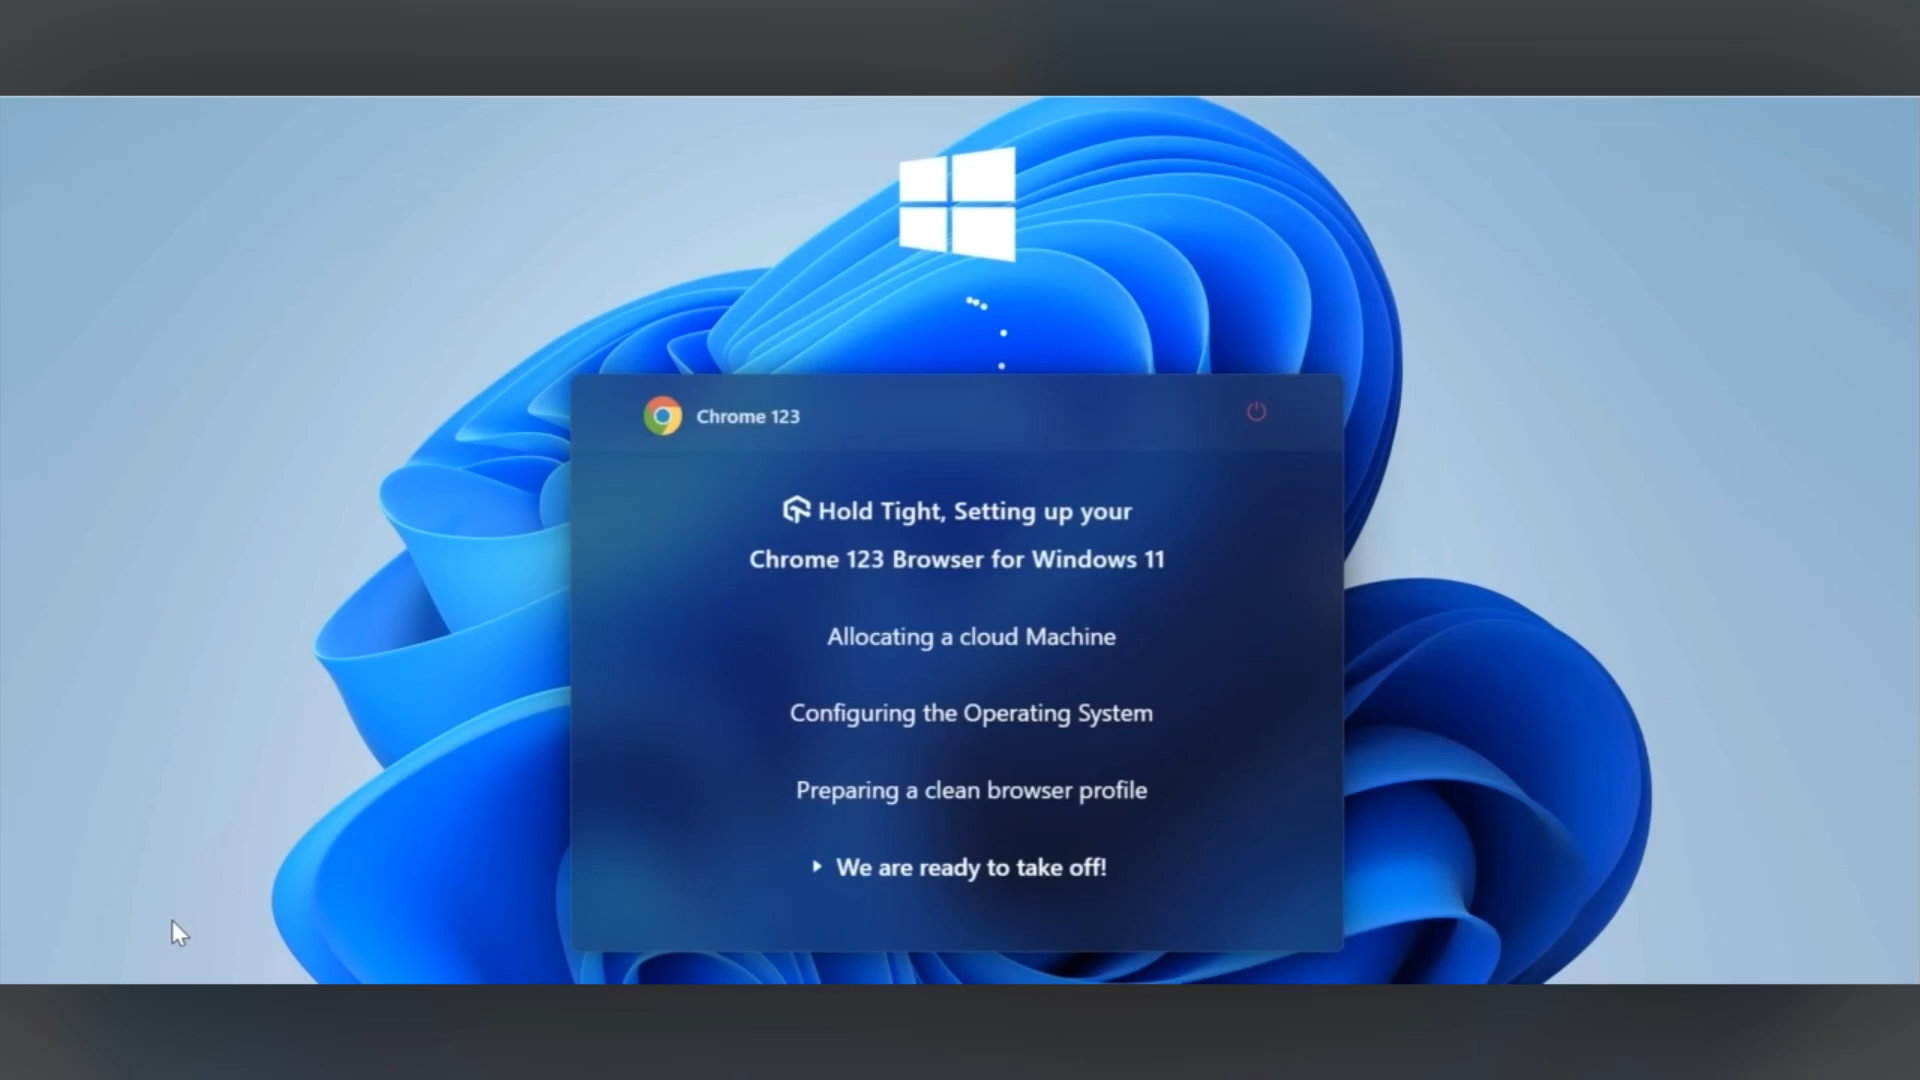 Chrome 123
Hold Tight, Setting up your
Chrome 123 Browser for Windows 11
Allocating a cloud Machine
Configuring the Operating System
Preparing a clean browser profile
We are ready to take off!